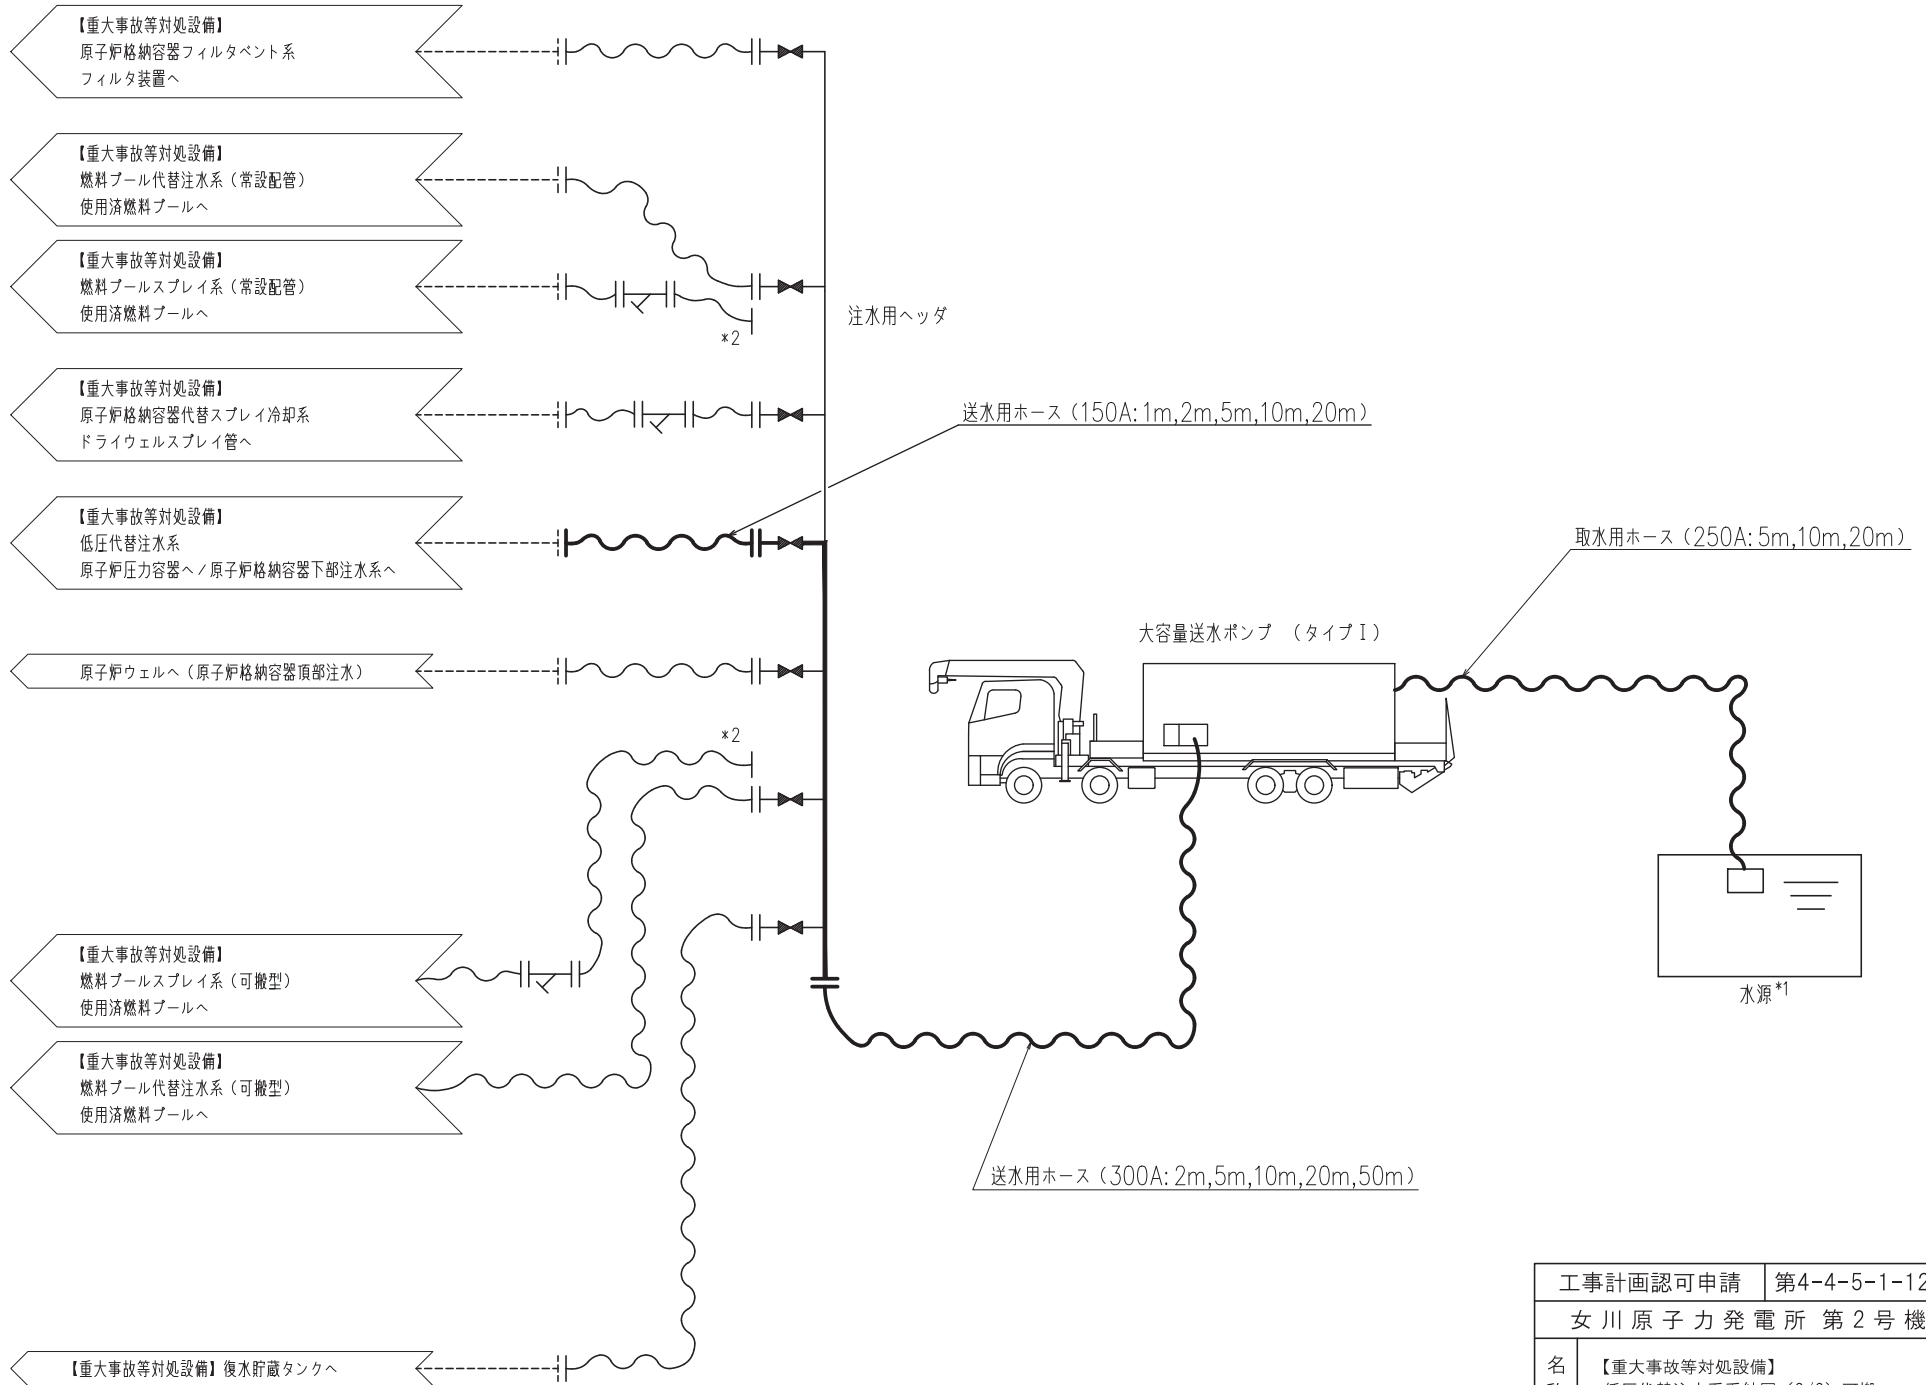 【重大事故等対処設備】
原子炉格納容器フィルタベント系
フィルタ装置へ
【重大事故等対処設備】
燃料プール代替注水系（常設配管）
使用済燃料プールへ
【重大事故等対処設備】
燃料プールスプレイ系（常設配管）
使用済燃料プールへ
*2
注水用ヘッダ
【重大事故等対処設備】
原子炉格納容器代替スプレイ冷却系
ドライウェルスプレイ管へ
送水用ホース（150A: 1m,2m,5m,10m,20m）
【重大事故等対処設備】
低圧代替注水系
原子炉圧力容器へ／原子炉格納容器下部注水系へ
取水用ホース（250A: 5m,10m,20m）
大容量送水ポンプ （タイプⅠ）
原子炉ウェルへ（原子炉格納容器頂部注水）
*2
【重大事故等対処設備】
燃料プールスプレイ系（可搬型）
使用済燃料プールへ
水源*1
【重大事故等対処設備】
燃料プール代替注水系（可搬型）
使用済燃料プールへ
送水用ホース（300A: 2m,5m,10m,20m,50m）
【重大事故等対処設備】復水貯蔵タンクへ
工事計画認可申請 第4-4-5-1-12
女川原子力発電所 第2号機
名
【重大事故等対処設備】